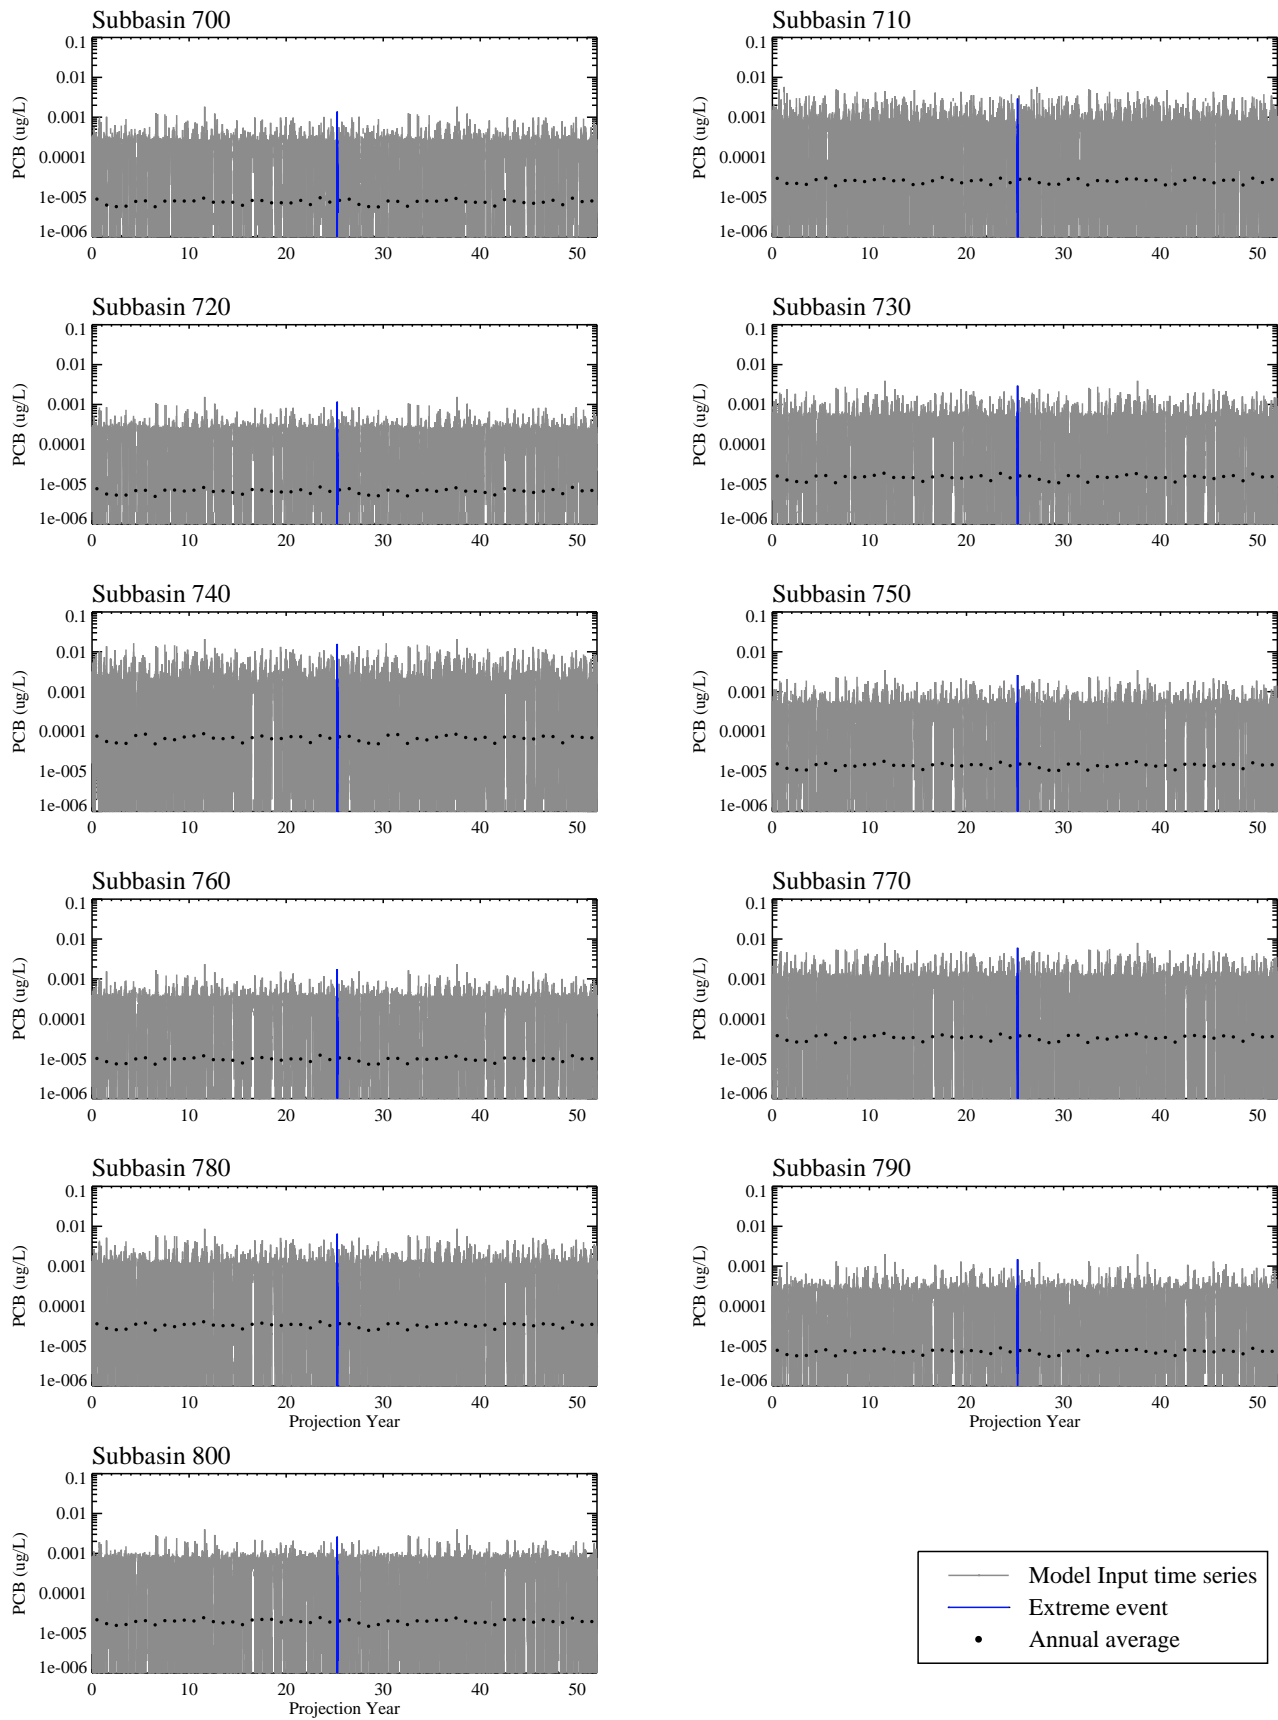 Subbasin 700
0.1
0.01
0.001
0.0001
1e-005
1e-006
PCB (ug/L)
0 10 20 30 40 50
Subbasin 710
0.1
0.01
0.001
0.0001
1e-005
1e-006
PCB (ug/L)
0 10 20 30 40 50
Subbasin 720
0.1
0.01
0.001
0.0001
1e-005
1e-006
PCB (ug/L)
0 10 20 30 40 50
Subbasin 730
0.1
0.01
0.001
0.0001
1e-005
1e-006
PCB (ug/L)
0 10 20 30 40 50
Subbasin 740
0.1
0.01
0.001
0.0001
1e-005
1e-006
PCB (ug/L)
0 10 20 30 40 50
Subbasin 750
0.1
0.01
0.001
0.0001
1e-005
1e-006
PCB (ug/L)
0 10 20 30 40 50
Subbasin 760
0.1
0.01
0.001
0.0001
1e-005
1e-006
PCB (ug/L)
0 10 20 30 40 50
Subbasin 770
0.1
0.01
0.001
0.0001
1e-005
1e-006
PCB (ug/L)
0 10 20 30 40 50
Subbasin 780
0.1
0.01
0.001
0.0001
1e-005
1e-006
PCB (ug/L)
0 10 20 30 40 50
Projection Year
Subbasin 790
0.1
0.01
0.001
0.0001
1e-005
1e-006
PCB (ug/L)
0 10 20 30 40 50
Projection Year
Subbasin 800
0.1
0.01
0.001
0.0001
1e-005
1e-006
PCB (ug/L)
0 10 20 30 40 50
Projection Year
Model Input time series
Extreme event
Annual average